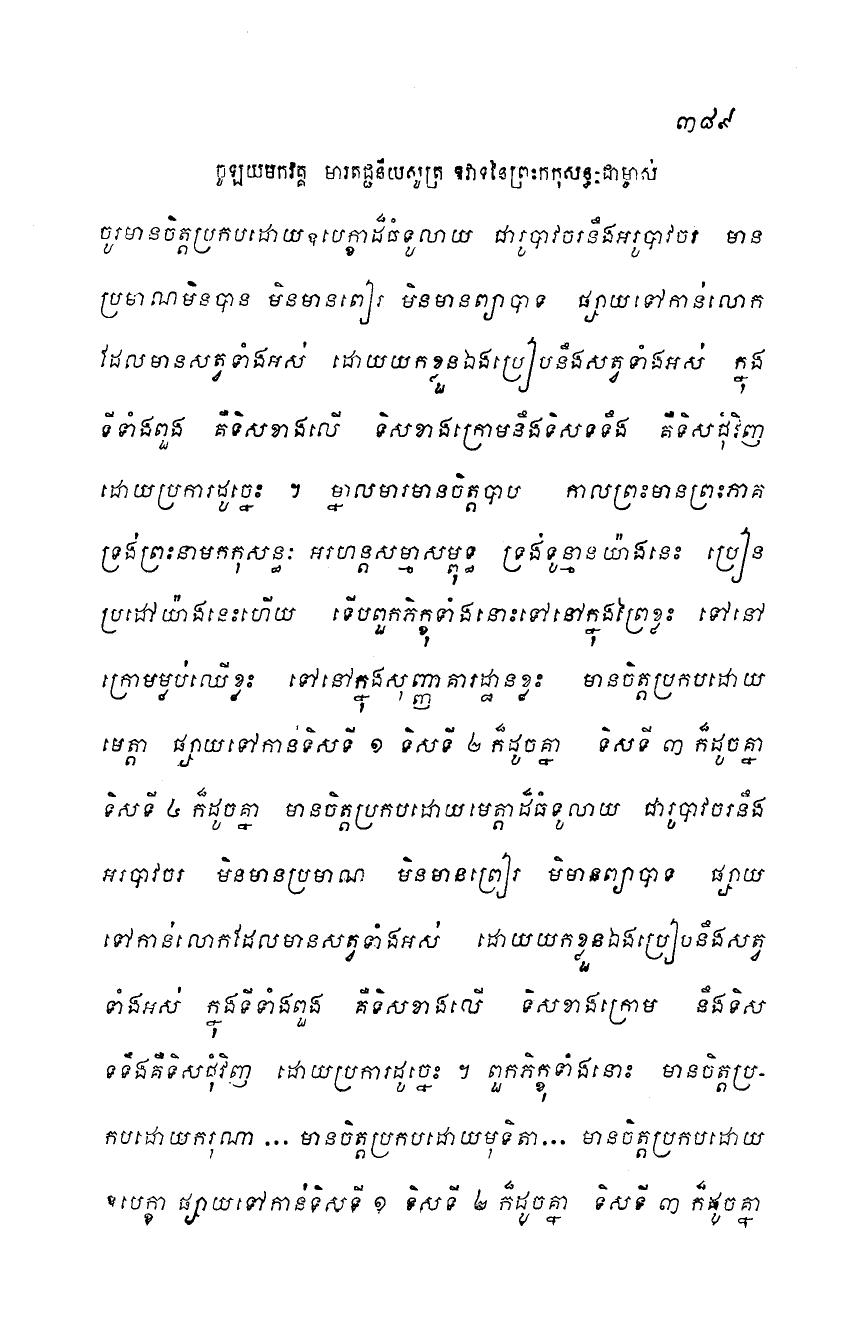 ៣៨៩
ចូឡយមកវគ្គ មារតជ្ជនីយសូត្រ ឱវាទនៃព្រះកកុសន្ធៈជាម្ចាស់
ចូរមានចិត្តប្រកបដោយឧបេក្ខាដ៏ធំទូលាយ ជារូបាវចរនឹងអរូបាវចរ មាន
ប្រមាណមិនបាន មិនមានពៀរ មិនមានព្យាបាទ ផ្សាយទៅកាន់លោក
ដែលមានសត្វទាំងអស់ ដោយយកខ្លួនឯងប្រៀបនឹងសត្វទាំងអស់ ក្នុង
ទីទាំងពួង គឺទិសខាងលើ ទិសខាងក្រោមនឹងទិសទទឹង គឺទិសជុំវិញ
ដោយប្រការដូច្នេះ ។ ម្នាលមារមានចិត្តបាប កាលព្រះមានព្រះភាគ
ទ្រង់ព្រះនាមកកុសន្ធៈ អរហន្តសម្មាសម្ពុទ្ធ ទ្រង់ទូន្មានយ៉ាងនេះ ប្រៀន
ប្រដៅយ៉ាងនេះហើយ ទើបពួកភិក្ខុទាំងនោះទៅនៅក្នុងព្រៃខ្លះ ទៅនៅ
ក្រោមម្លប់ឈើខ្លះ ទៅនៅក្នុងសុញ្ញាគារដ្ឋានខ្លះ មានចិត្តប្រកបដោយ
មេត្តា ផ្សាយទៅកាន់ទិសទី ១ ទិសទី ២ ក៏ដូចគ្នា ទិសទី ៣ ក៏ដូចគ្នា
ទិសទី ៤ ក៏ដូចគ្នា មានចិត្តប្រកបដោយមេត្តាដ៏ធំទូលាយ ជារូបាវចរនឹង
អរបាវចរ មិនមានប្រមាណ មិនមានព្រៀរ មិមានព្យាបាទ ផ្សាយ
ទៅកាន់លោកដែលមានសត្វទាំងអស់ ដោយយកខ្លួនឯងប្រៀបនឹងសត្វ
ទាំងអស់ ក្នុងទីទាំងពួង គឺទិសខាងលើ ទិសខាងក្រោម នឹងទិស
ទទឹងគឺទិសជុំវិញ ដោយប្រការដូច្នេះ ។ ពួកភិក្ខុទាំងនោះ មានចិត្តប្រ-
កបដោយករុណា ... មានចិត្តប្រកបដោយមុទិតា... មានចិត្តប្រកបដោយ
ឧបេក្ខា ផ្សាយទៅកាន់ទិសទី ១ ទិសទី ២ ក៏ដូចគ្នា ទិសទី ៣ ក៏ដូចគ្នា